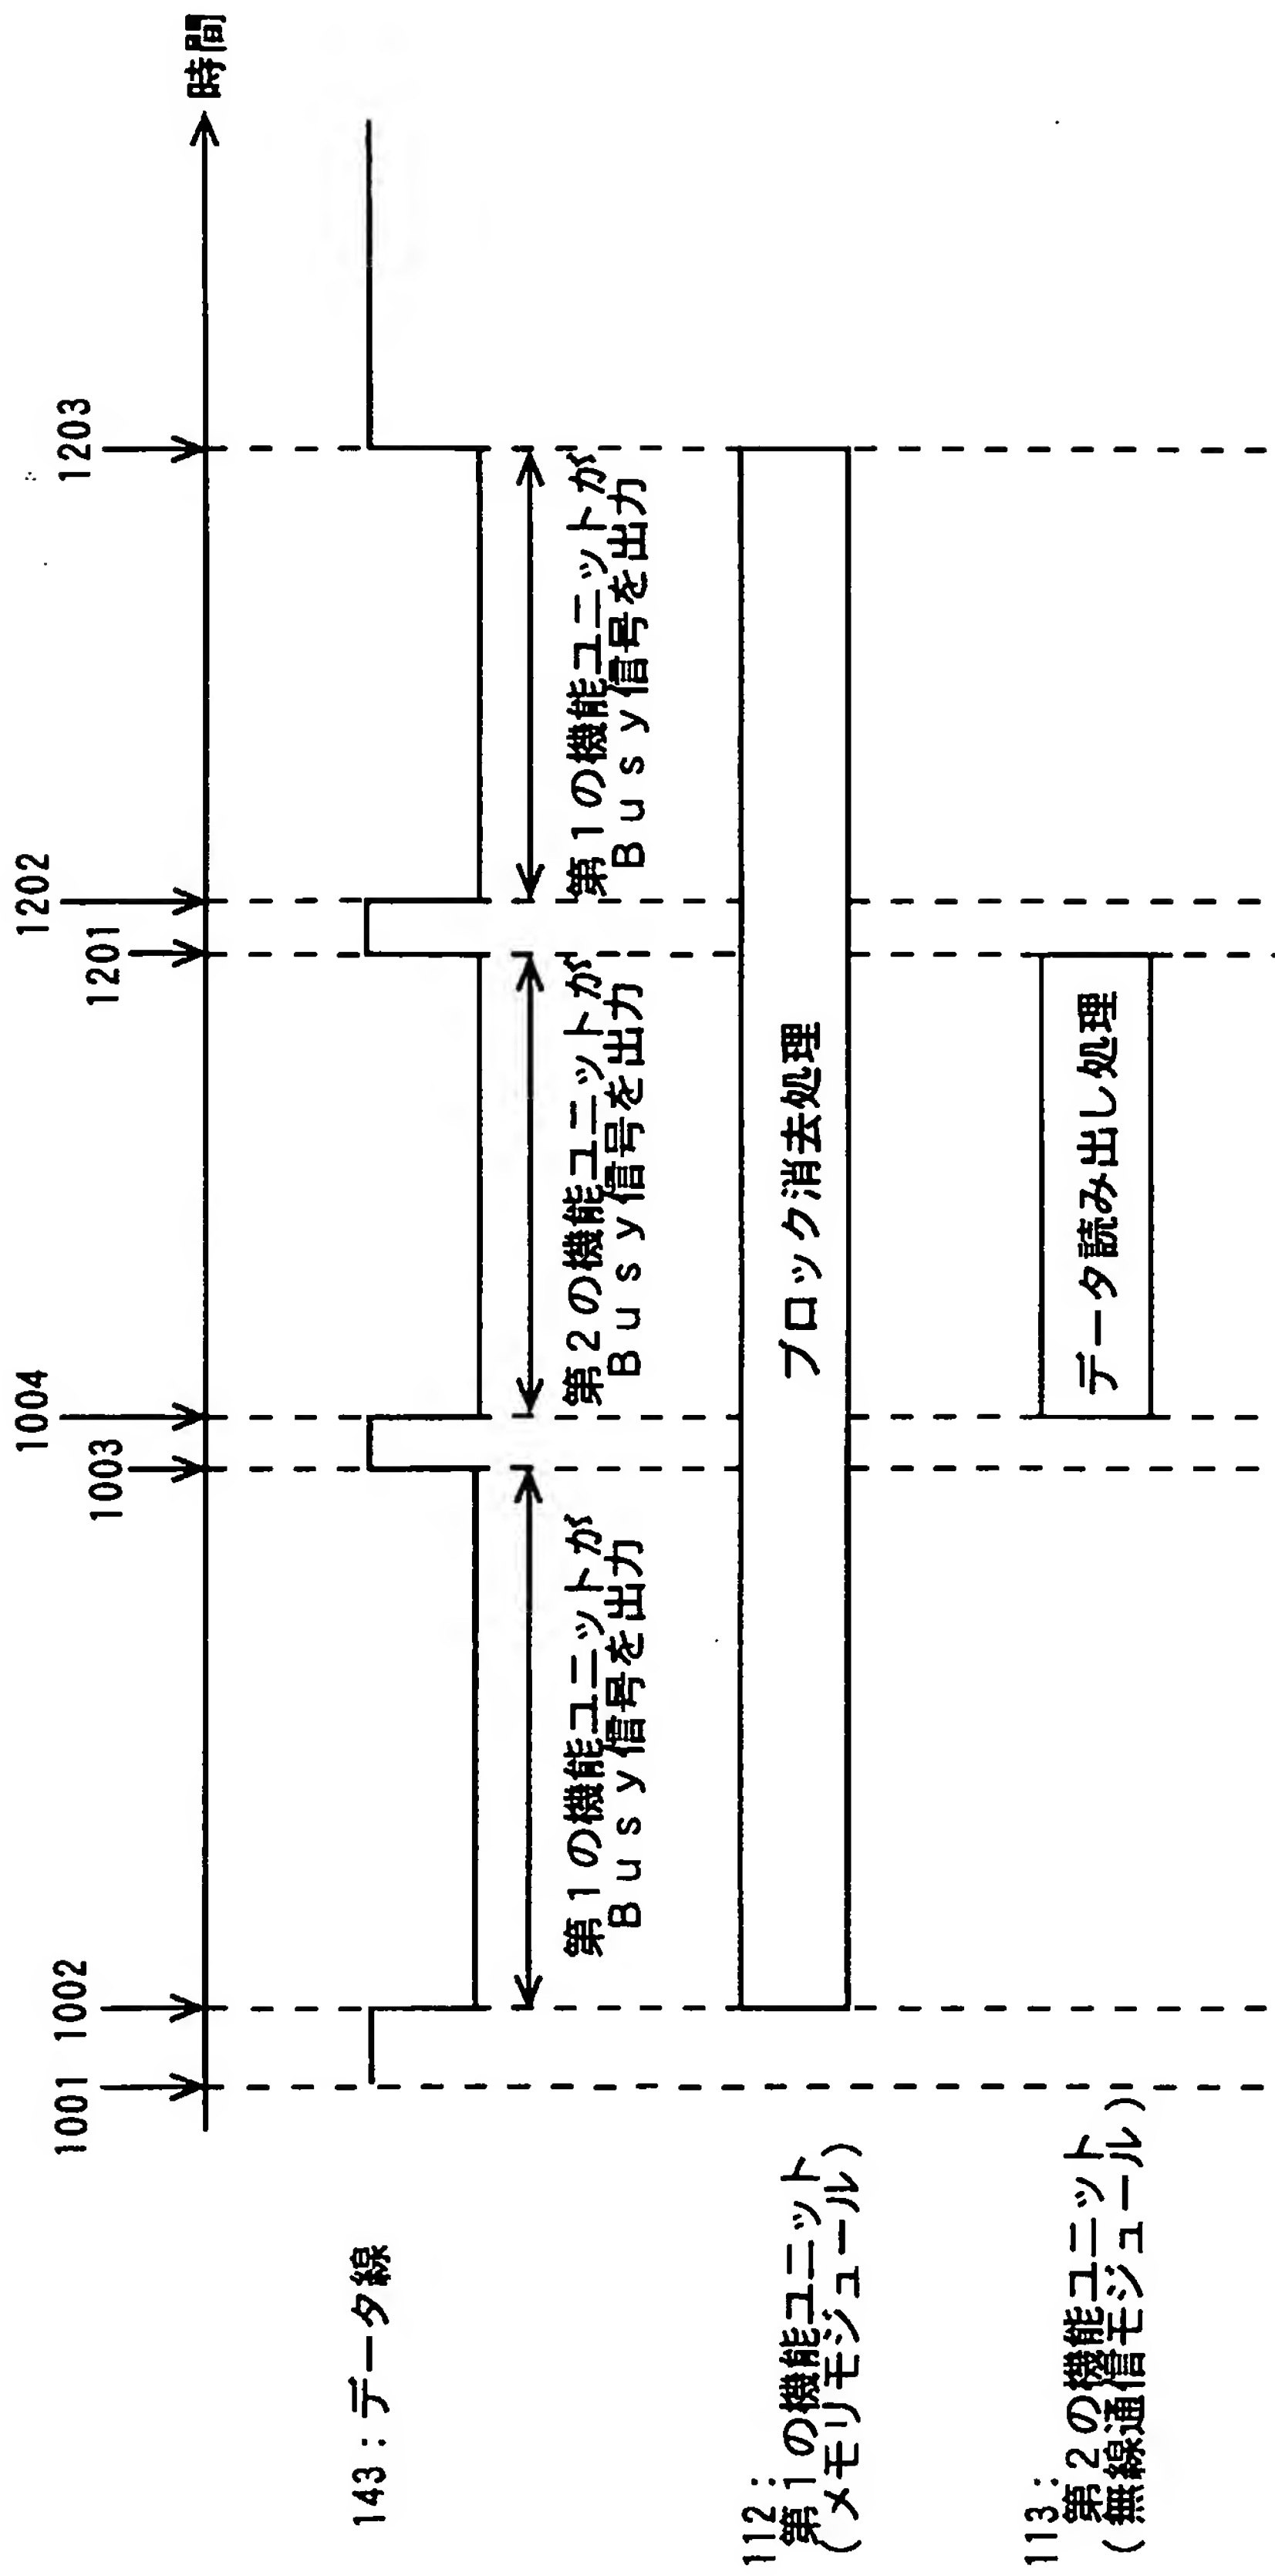 時間
1001
1002
1003
1004
1201
1202
1203
143：データ線
第1の機能ユニットが
Busy信号を出力
第2の機能ユニットが
Busy信号を出力
第1の機能ユニットが
Busy信号を出力
112：
第1の機能ユニット
（メモリモジュール）
ブロック消去処理
113：
第2の機能ユニット
（無線通信モジュール）
データ読み出し処理